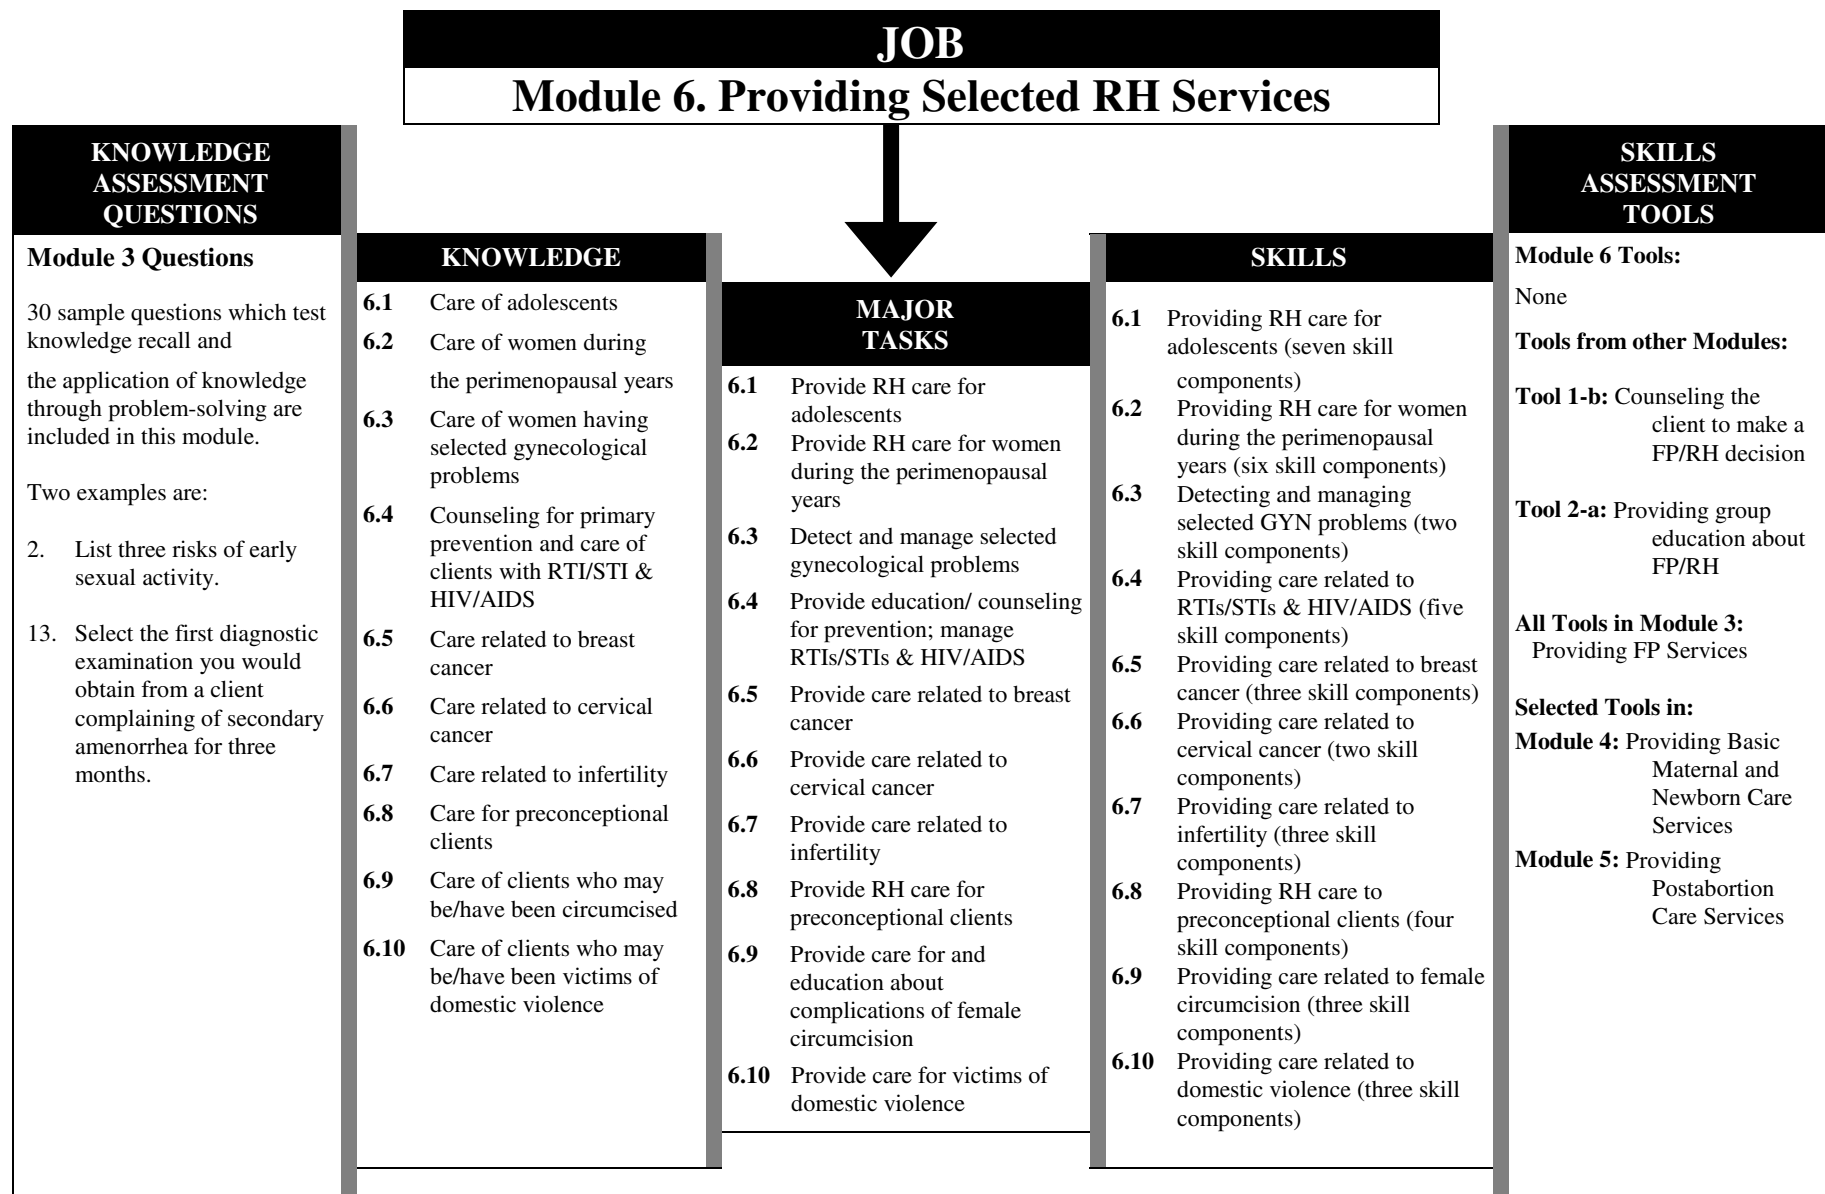 JOB
Module 6. Providing Selected RH Services
KNOWLEDGE
ASSESSMENT
QUESTIONS
Module 3 Questions
30 sample questions which test
knowledge recall and
the application of knowledge
through problem-solving are
included in this module.
Two examples are:
2. List three risks of early
sexual activity.
13. Select the first diagnostic
examination you would
obtain from a client
complaining of secondary
amenorrhea for three
months.
KNOWLEDGE
6.1 Care of adolescents
6.2 Care of women during
the perimenopausal years
6.3 Care of women having
selected gynecological
problems
6.4 Counseling for primary
prevention and care of
clients with RTI/STI &
HIV/AIDS
6.5 Care related to breast
cancer
6.6 Care related to cervical
cancer
6.7 Care related to infertility
6.8 Care for preconceptional
clients
6.9 Care of clients who may
be/have been circumcised
6.10 Care of clients who may
be/have been victims of
domestic violence
MAJOR
TASKS
6.1 Provide RH care for
adolescents
6.2 Provide RH care for women
during the perimenopausal
years
6.3 Detect and manage selected
gynecological problems
6.4 Provide education/ counseling
for prevention; manage
RTIs/STIs & HIV/AIDS
6.5 Provide care related to breast
cancer
6.6 Provide care related to
cervical cancer
6.7 Provide care related to
infertility
6.8 Provide RH care for
preconceptional clients
6.9 Provide care for and
education about
complications of female
circumcision
6.10 Provide care for victims of
domestic violence
SKILLS
6.1 Providing RH care for
adolescents (seven skill
components)
6.2 Providing RH care for women
during the perimenopausal
years (six skill components)
6.3 Detecting and managing
selected GYN problems (two
skill components)
6.4 Providing care related to
RTIs/STIs & HIV/AIDS (five
skill components)
6.5 Providing care related to breast
cancer (three skill components)
6.6 Providing care related to
cervical cancer (two skill
components)
6.7 Providing care related to
infertility (three skill
components)
6.8 Providing RH care to
preconceptional clients (four
skill components)
6.9 Providing care related to female
circumcision (three skill
components)
6.10 Providing care related to
domestic violence (three skill
components)
SKILLS
ASSESSMENT
TOOLS
Module 6 Tools:
None
Tools from other Modules:
Tool 1-b: Counseling the
client to make a
FP/RH decision
Tool 2-a: Providing group
education about
FP/RH
All Tools in Module 3:
Providing FP Services
Selected Tools in:
Module 4: Providing Basic
Maternal and
Newborn Care
Services
Module 5: Providing
Postabortion
Care Services